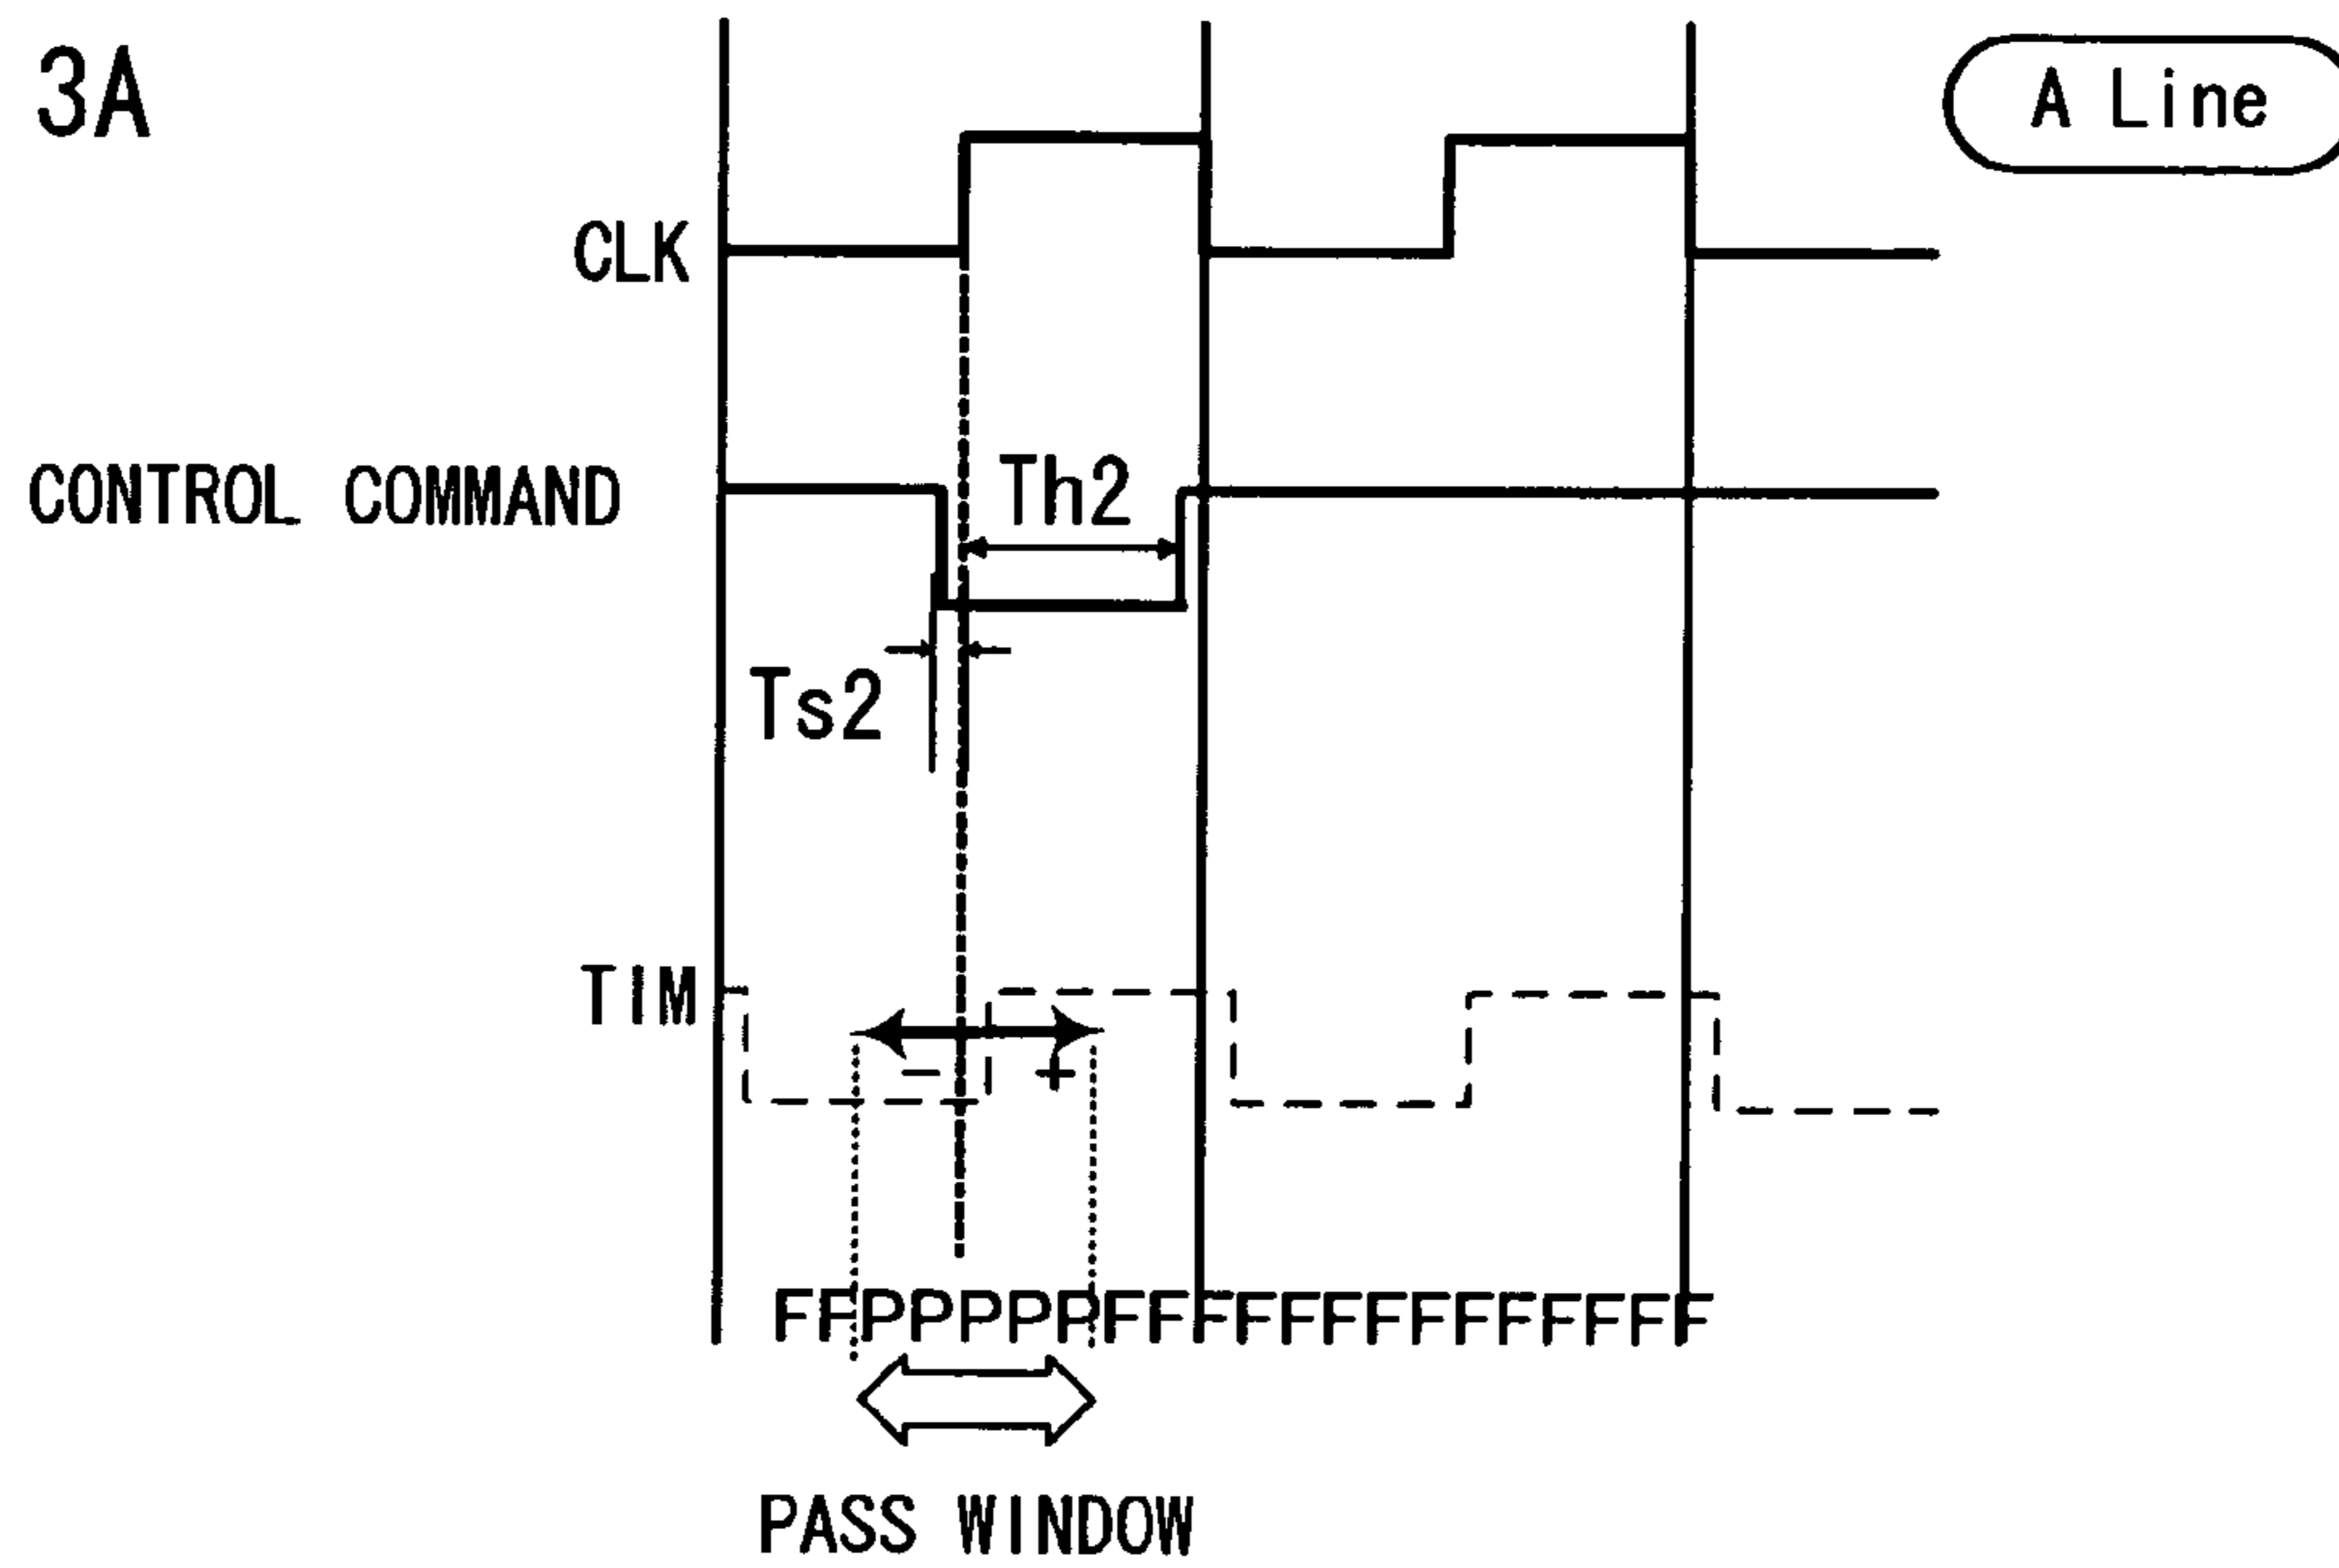 3A
A Line
CLK
CONTROL COMMAND
Th2
Ts2
TIM
- +
FFPPPPPFFFFFFFFFFFFFF
PASS WINDOW